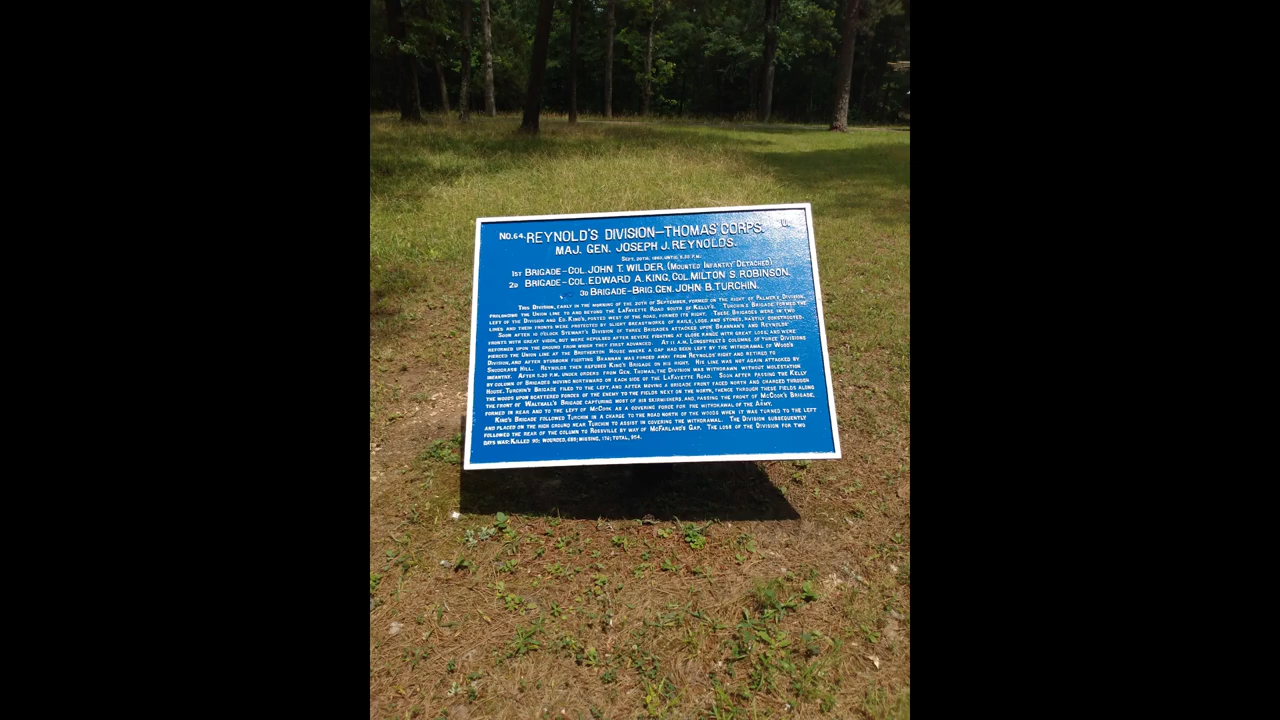 No. 64. REYNOLD'S DIVISION—THOMAS' CORPS. U.
MAJ. GEN. JOSEPH J. REYNOLDS.
SEPT. 20TH. 1863, UNTIL 5.30 P.M.
1ST BRIGADE—COL. JOHN T. WILDER, (MOUNTED INFANTRY DETACHED)
2D BRIGADE—COL. EDWARD A. KING, COL. MILTON S. ROBINSON.
3D BRIGADE—BRIG. GEN. JOHN B. TURCHIN.
THIS DIVISION, EARLY IN THE MORNING OF THE 20TH OF SEPTEMBER, FORMED ON THE RIGHT OF PALMER'S DIVISION,
PROLONGING THE UNION LINE TO AND BEYOND THE LAFAYETTE ROAD SOUTH OF KELLY'S. TURCHIN'S BRIGADE FORMED THE
LEFT OF THE DIVISION AND ED. KING'S, POSTED WEST OF THE ROAD, FORMED ITS RIGHT. THESE BRIGADES WERE IN TWO
LINES AND THEIR FRONTS WERE PROTECTED BY SLIGHT BREASTWORKS OF RAILS, LOGS, AND STONES, HASTILY CONSTRUCTED.
SOON AFTER 10 O'CLOCK STEWART'S DIVISION OF THREE BRIGADES ATTACKED UPON BRANNAN'S AND REYNOLDS'
FRONTS WITH GREAT VIGOR, BUT WERE REPULSED AFTER SEVERE FIGHTING AT CLOSE RANGE WITH GREAT LOSS, AND WERE
REFORMED UPON THE GROUND FROM WHICH THEY FIRST ADVANCED. AT 11 A.M. LONGSTREET'S COLUMNS OF THREE DIVISIONS
PIERCED THE UNION LINE AT THE BROTHERTON HOUSE WHERE A GAP HAD BEEN LEFT BY THE WITHDRAWAL OF WOOD'S
DIVISION, AND AFTER STUBBORN FIGHTING BRANNAN WAS FORCED AWAY FROM REYNOLDS' RIGHT AND RETIRED TO
SNODGRASS HILL. REYNOLDS THEN REFUSED KING'S BRIGADE ON HIS RIGHT. HIS LINE WAS NOT AGAIN ATTACKED BY
INFANTRY. AFTER 5.30 P.M. UNDER ORDERS FROM GEN. THOMAS, THE DIVISION WAS WITHDRAWN WITHOUT MOLESTATION
BY COLUMN OF BRIGADES MOVING NORTHWARD ON EACH SIDE OF THE LAFAYETTE ROAD. SOON AFTER PASSING THE KELLY
HOUSE, TURCHIN'S BRIGADE FILED TO THE LEFT, AND AFTER MOVING A BRIGADE FRONT FACED NORTH AND CHARGED THROUGH
THE WOODS UPON SCATTERED FORCES OF THE ENEMY TO THE FIELDS NEXT ON THE NORTH, THENCE THROUGH THESE FIELDS ALONG
THE FRONT OF WALTHALL'S BRIGADE CAPTURING MOST OF HIS SKIRMISHERS, AND, PASSING THE FRONT OF MCCOOK'S BRIGADE,
FORMED IN REAR AND TO THE LEFT OF MCCOOK AS A COVERING FORCE FOR THE WITHDRAWAL OF THE ARMY.
KING'S BRIGADE FOLLOWED TURCHIN IN A CHARGE TO THE ROAD NORTH OF THE WOODS WHEN IT WAS TURNED TO THE LEFT
AND PLACED ON THE HIGH GROUND NEAR TURCHIN TO ASSIST IN COVERING THE WITHDRAWAL. THE DIVISION SUBSEQUENTLY
FOLLOWED THE REAR OF THE COLUMN TO ROSSVILLE BY WAY OF MCFARLAND'S GAP. THE LOSS OF THE DIVISION FOR TWO
DAYS WAS: KILLED 90; WOUNDED, 688; MISSING, 176; TOTAL, 954.